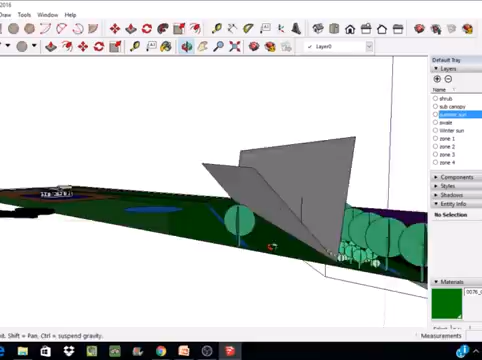 2016
Draw Tools Window Help
Layer0
Default Tray
Layers
Name
shrub
sub canopy
summer sun
swale
Winter sun
zone 1
zone 2
zone 3
zone 4
Components
Styles
Shadows
Entity Info
No Selection
Materials
Shift = Pan, Ctrl = suspend gravity.
Measurements